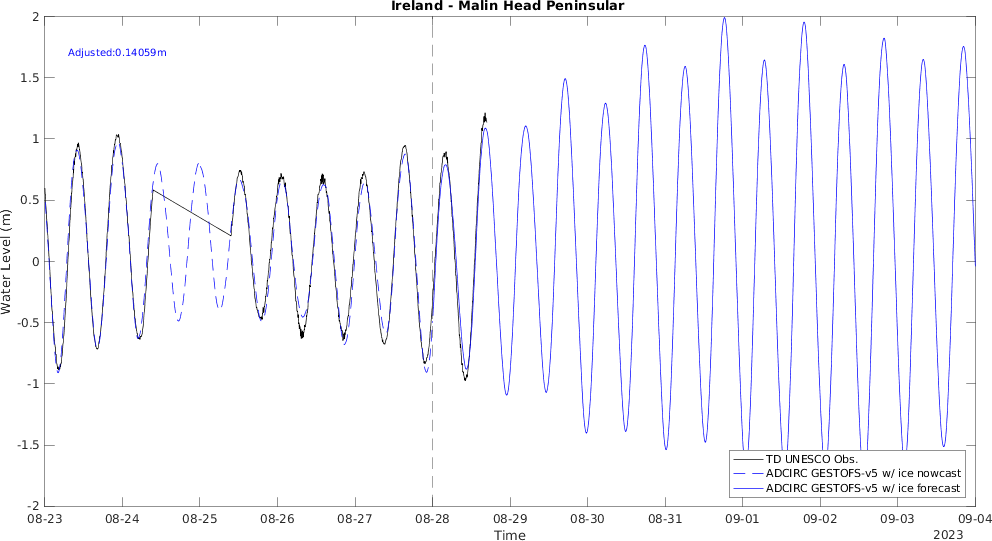 Ireland - Malin Head Peninsular
Adjusted:0.14059m
Water Level (m)
2
1.5
1
0.5
0
-0.5
-1
-1.5
-2
TD UNESCO Obs.
ADCIRC GESTOFS-v5 w/ ice nowcast
ADCIRC GESTOFS-v5 w/ ice forecast
08-23 08-24 08-25 08-26 08-27 08-28 08-29 08-30 08-31 09-01 09-02 09-03 09-04
Time
2023